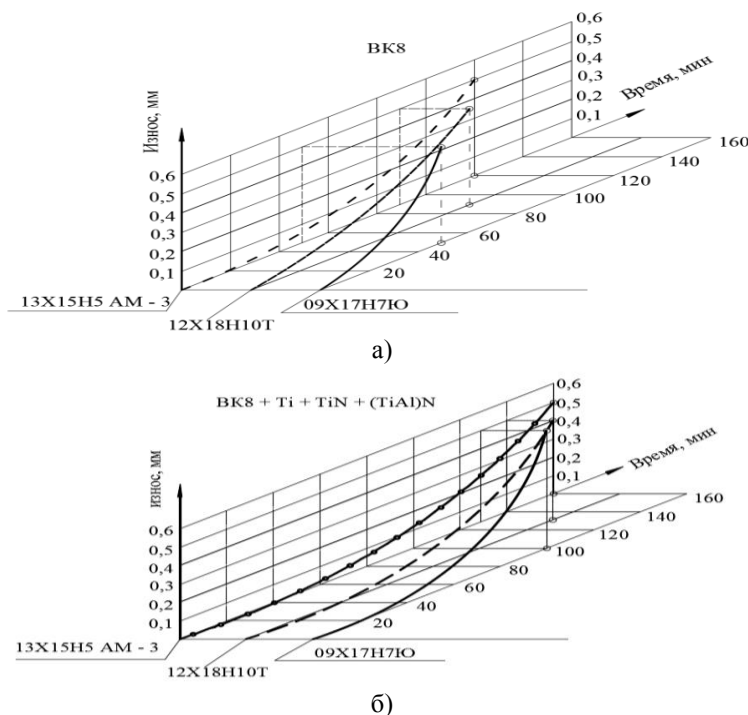 ВК8
0,6
0,5
0,4
0,3
0,2
0,1
Время, мин
160
140
120
100
80
60
40
20
Износ, мм
0,6
0,5
0,4
0,3
0,2
0,1
13Х15Н5 АМ - 3
12Х18Н10Т
09Х17Н7Ю
а)
ВК8 + Ti + TiN + (TiAl)N
0,6
0,5
0,4
0,3
0,2
0,1
Время, мин
160
140
120
100
80
60
40
20
износ, мм
0,6
0,5
0,4
0,3
0,2
0,1
13Х15Н5 АМ - 3
12Х18Н10Т
09Х17Н7Ю
б)